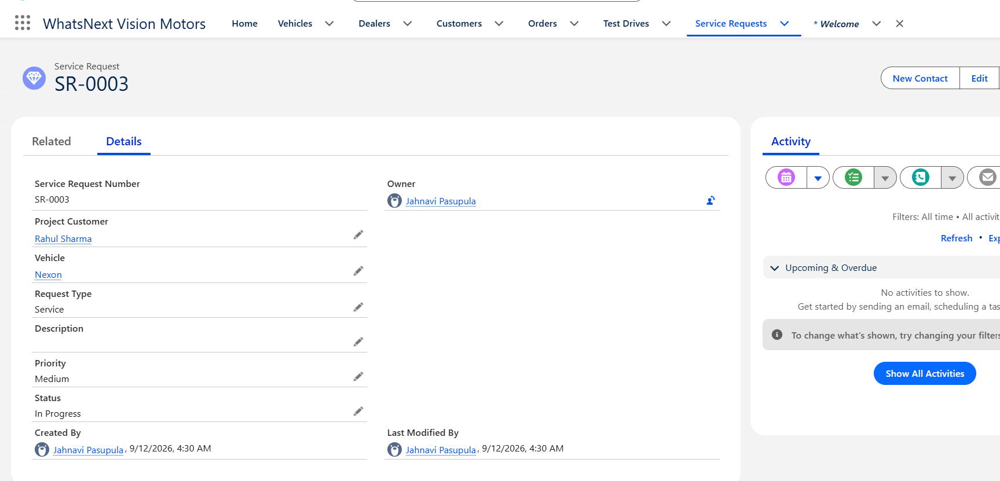 WhatsNext Vision Motors
Home
Vehicles
Dealers
Customers
Orders
Test Drives
Service Requests
* Welcome
Service Request
SR-0003
New Contact
Edit
Related
Details
Service Request Number
SR-0003
Owner
Jahnavi Pasupula
Project Customer
Rahul Sharma
Vehicle
Nexon
Request Type
Service
Description
Priority
Medium
Status
In Progress
Created By
Jahnavi Pasupula, 9/12/2026, 4:30 AM
Last Modified By
Jahnavi Pasupula, 9/12/2026, 4:30 AM
Activity
Filters: All time • All activit
Refresh • Exp
Upcoming & Overdue
No activities to show.
Get started by sending an email, scheduling a tas
To change what's shown, try changing your filters
Show All Activities